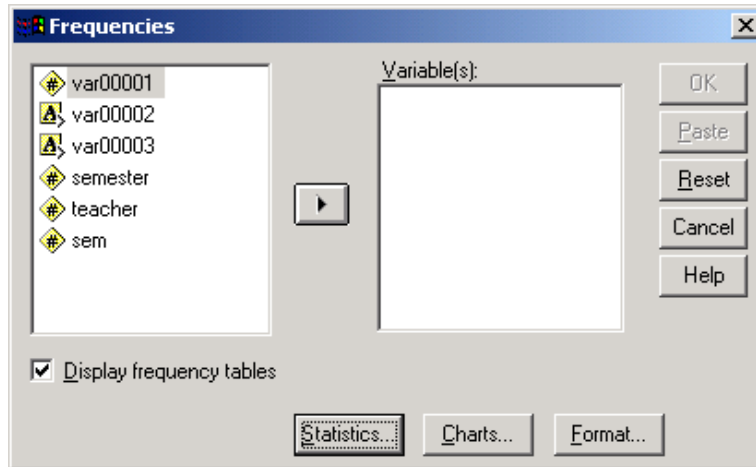 Frequencies
var00001
var00002
var00003
semester
teacher
sem
Variable(s):
OK
Paste
Reset
Cancel
Help
Display frequency tables
Statistics...
Charts...
Format...